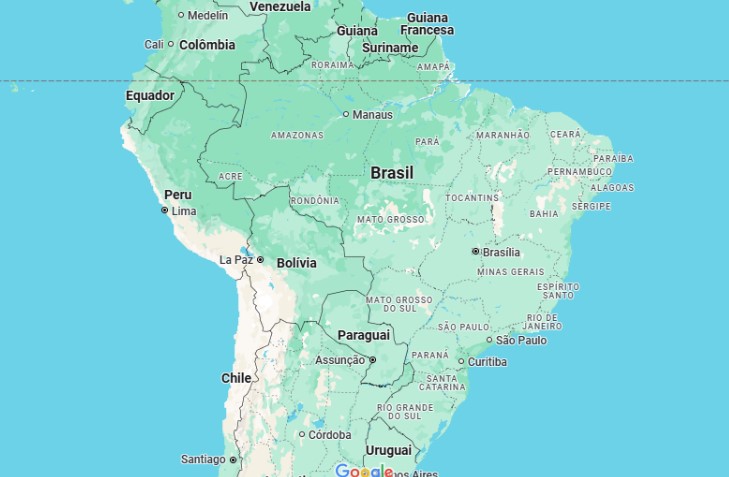 Venezuela
Medelín
Guiana
Francesa
Guiana
Cali
Colômbia
Suriname
RORAIMA
AMAPÁ
Equador
Manaus
AMAZONAS
PARÁ
MARANHÃO
CEARÁ
PARAÍBA
ACRE
Brasil
PERNAMBUCO
ALAGOAS
Peru
RONDÔNIA
TOCANTINS
SERGIPE
Lima
MATO GROSSO
BAHIA
Brasília
La Paz
Bolívia
MINAS GERAIS
ESPÍRITO
SANTO
MATO GROSSO
DO SUL
RIO DE
JANEIRO
SÃO PAULO
Paraguai
São Paulo
Assunção
PARANÁ
Curitiba
Chile
SANTA
CATARINA
RIO GRANDE
DO SUL
Córdoba
Uruguai
Santiago
Google
nos Aires